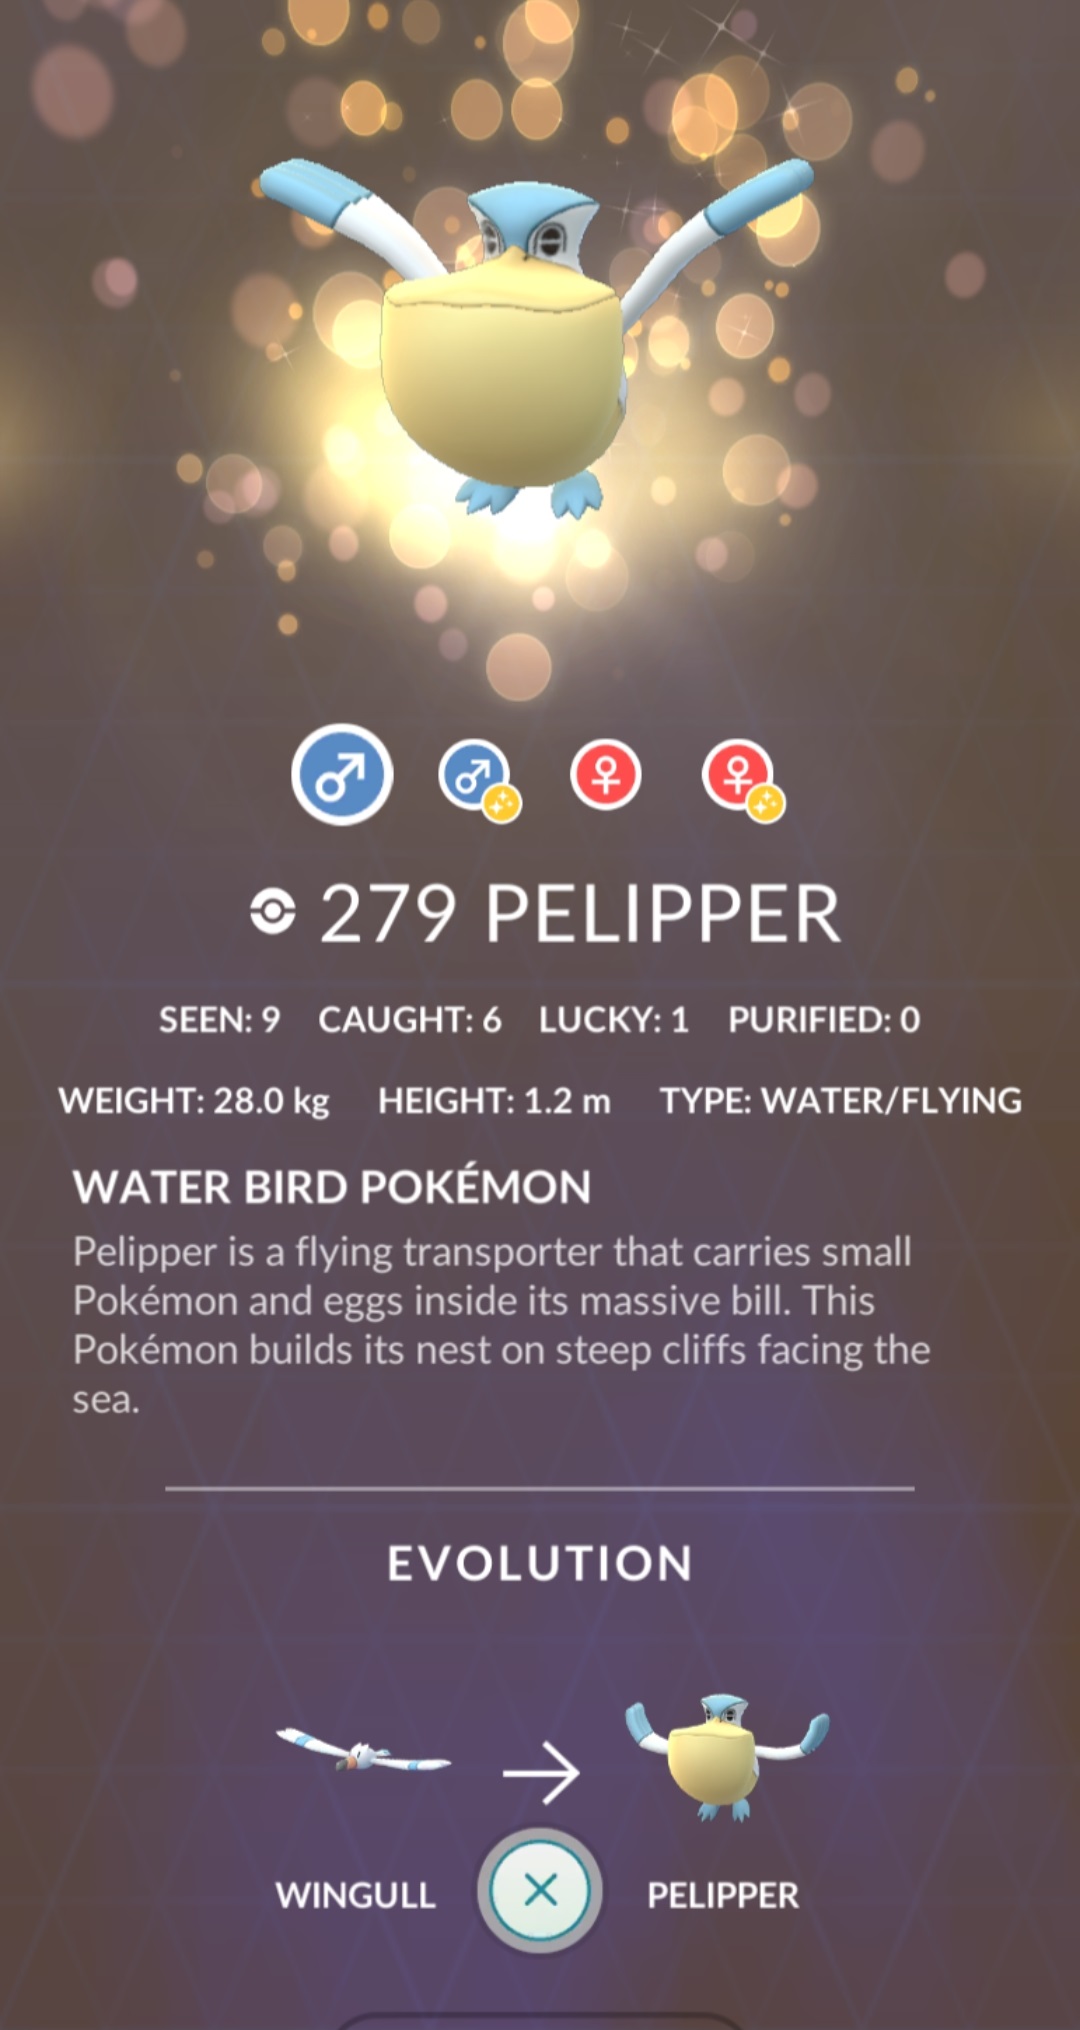 279 PELIPPER
SEEN: 9 CAUGHT: 6 LUCKY: 1 PURIFIED: 0
WEIGHT: 28.0 kg HEIGHT: 1.2 m TYPE: WATER/FLYING
WATER BIRD POKÉMON
Pelipper is a flying transporter that carries small
Pokémon and eggs inside its massive bill. This
Pokémon builds its nest on steep cliffs facing the
sea.
EVOLUTION
WINGULL PELIPPER